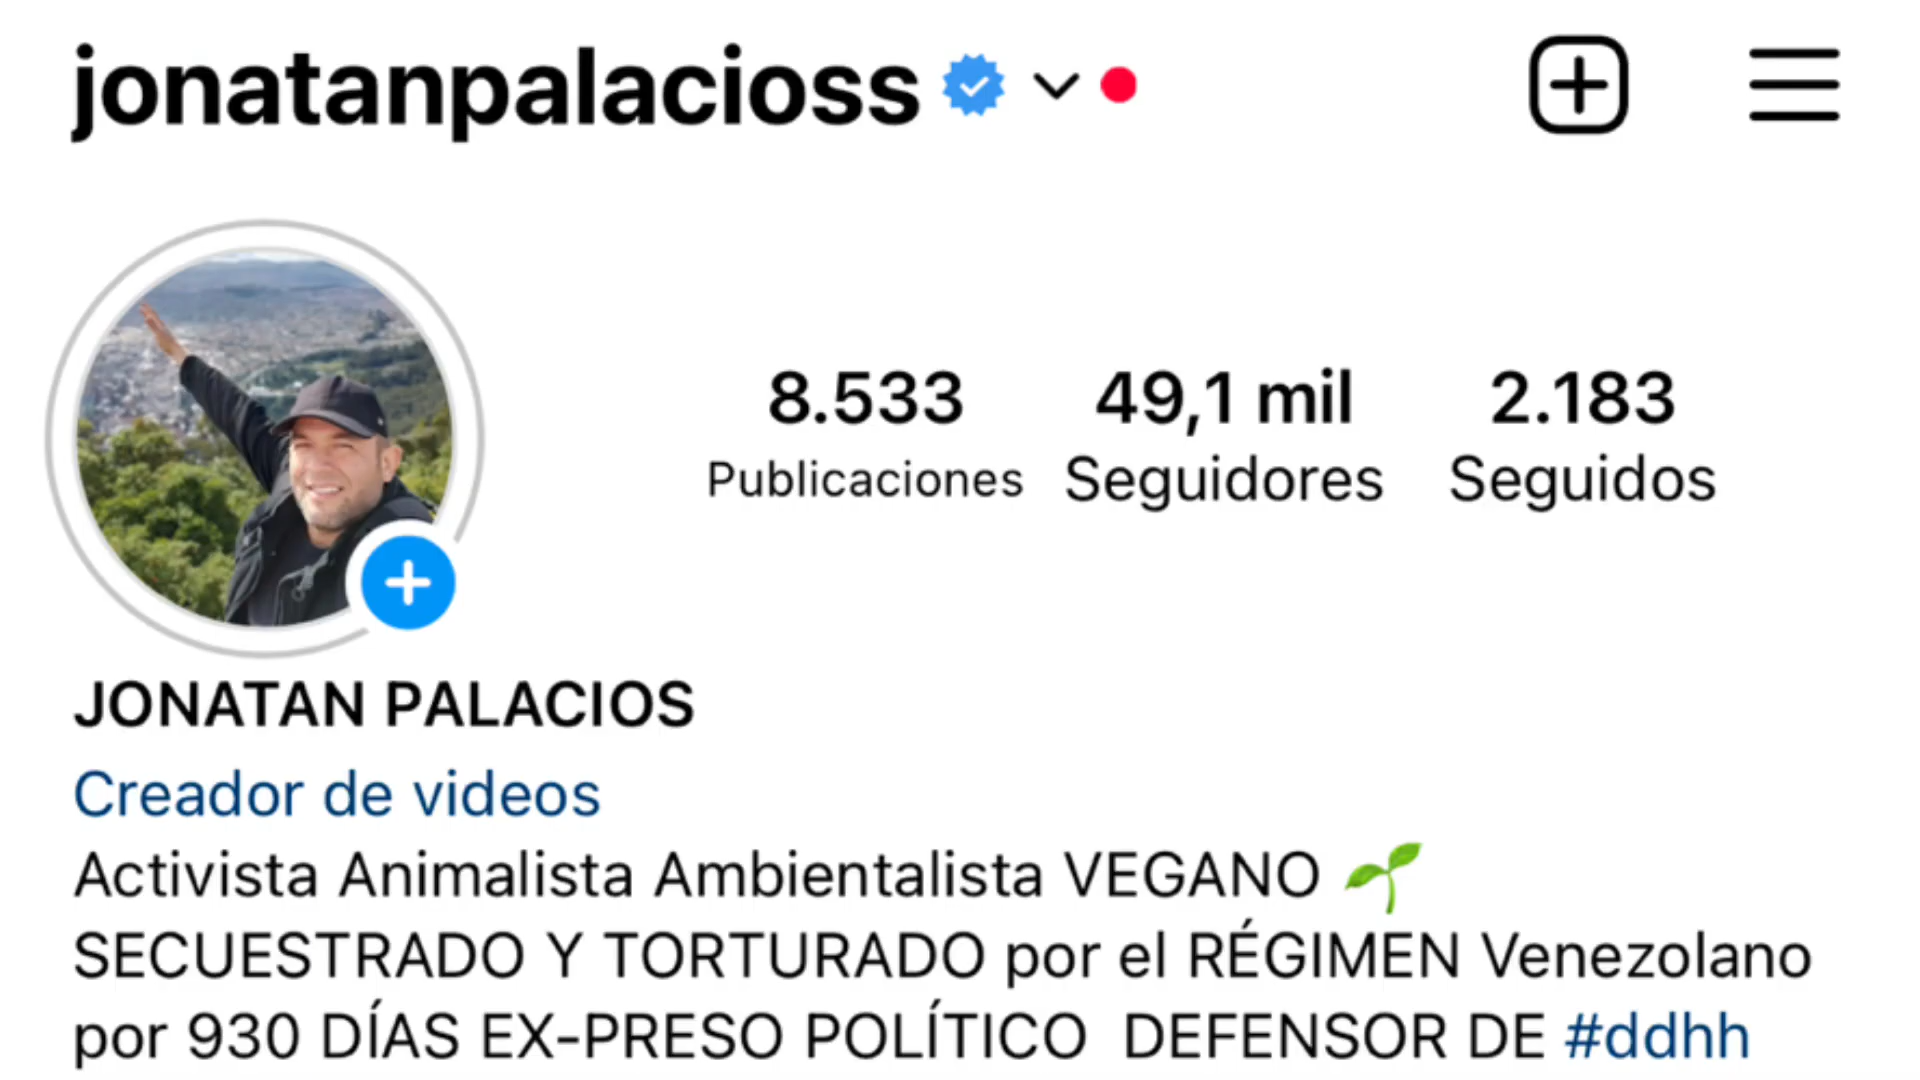 jonatanpalacioss
8.533 49,1 mil 2.183
Publicaciones Seguidores Seguidos
JONATAN PALACIOS
Creador de videos
Activista Animalista Ambientalista VEGANO 🌱
SECUESTRADO Y TORTURADO por el RÉGIMEN Venezolano
por 930 DÍAS EX-PRESO POLÍTICO DEFENSOR DE #ddhh